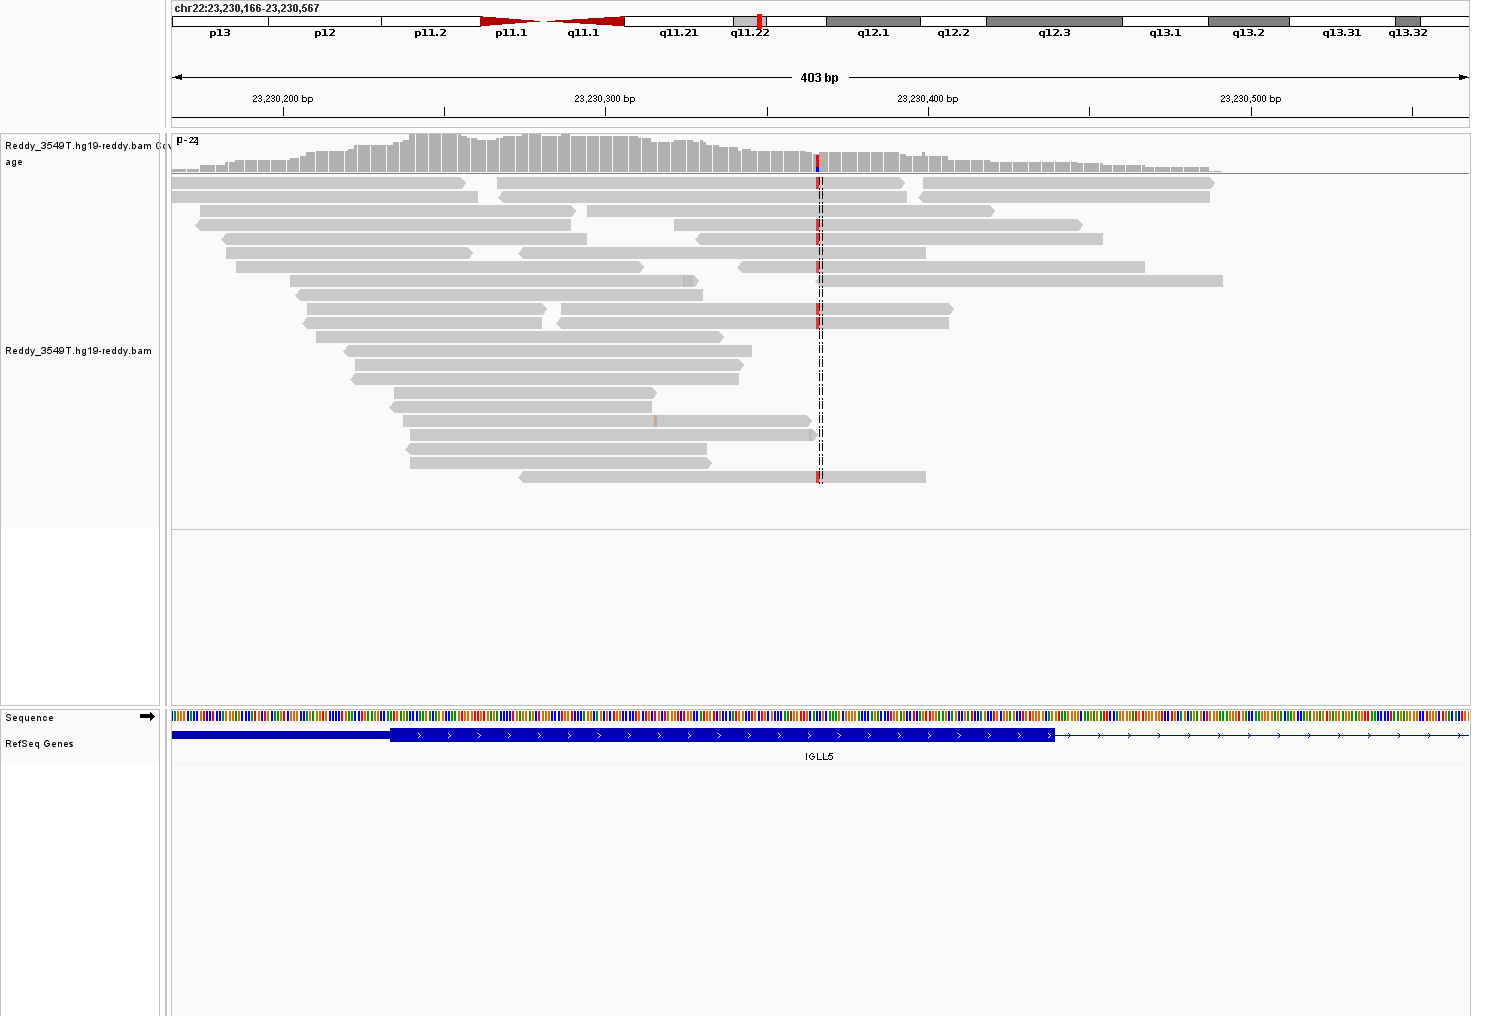 chr22:23,230,166-23,230,567
p13 p12 p11.2 p11.1 q11.1 q11.21 q11.22 q12.1 q12.2 q12.3 q13.1 q13.2 q13.31 q13.32
403 bp
23,230,200 bp 23,230,300 bp 23,230,400 bp 23,230,500 bp
[0-22]
Reddy_3549T.hg19-reddy.bam Cov
age
Reddy_3549T.hg19-reddy.bam
Sequence
RefSeq Genes
IGLL5